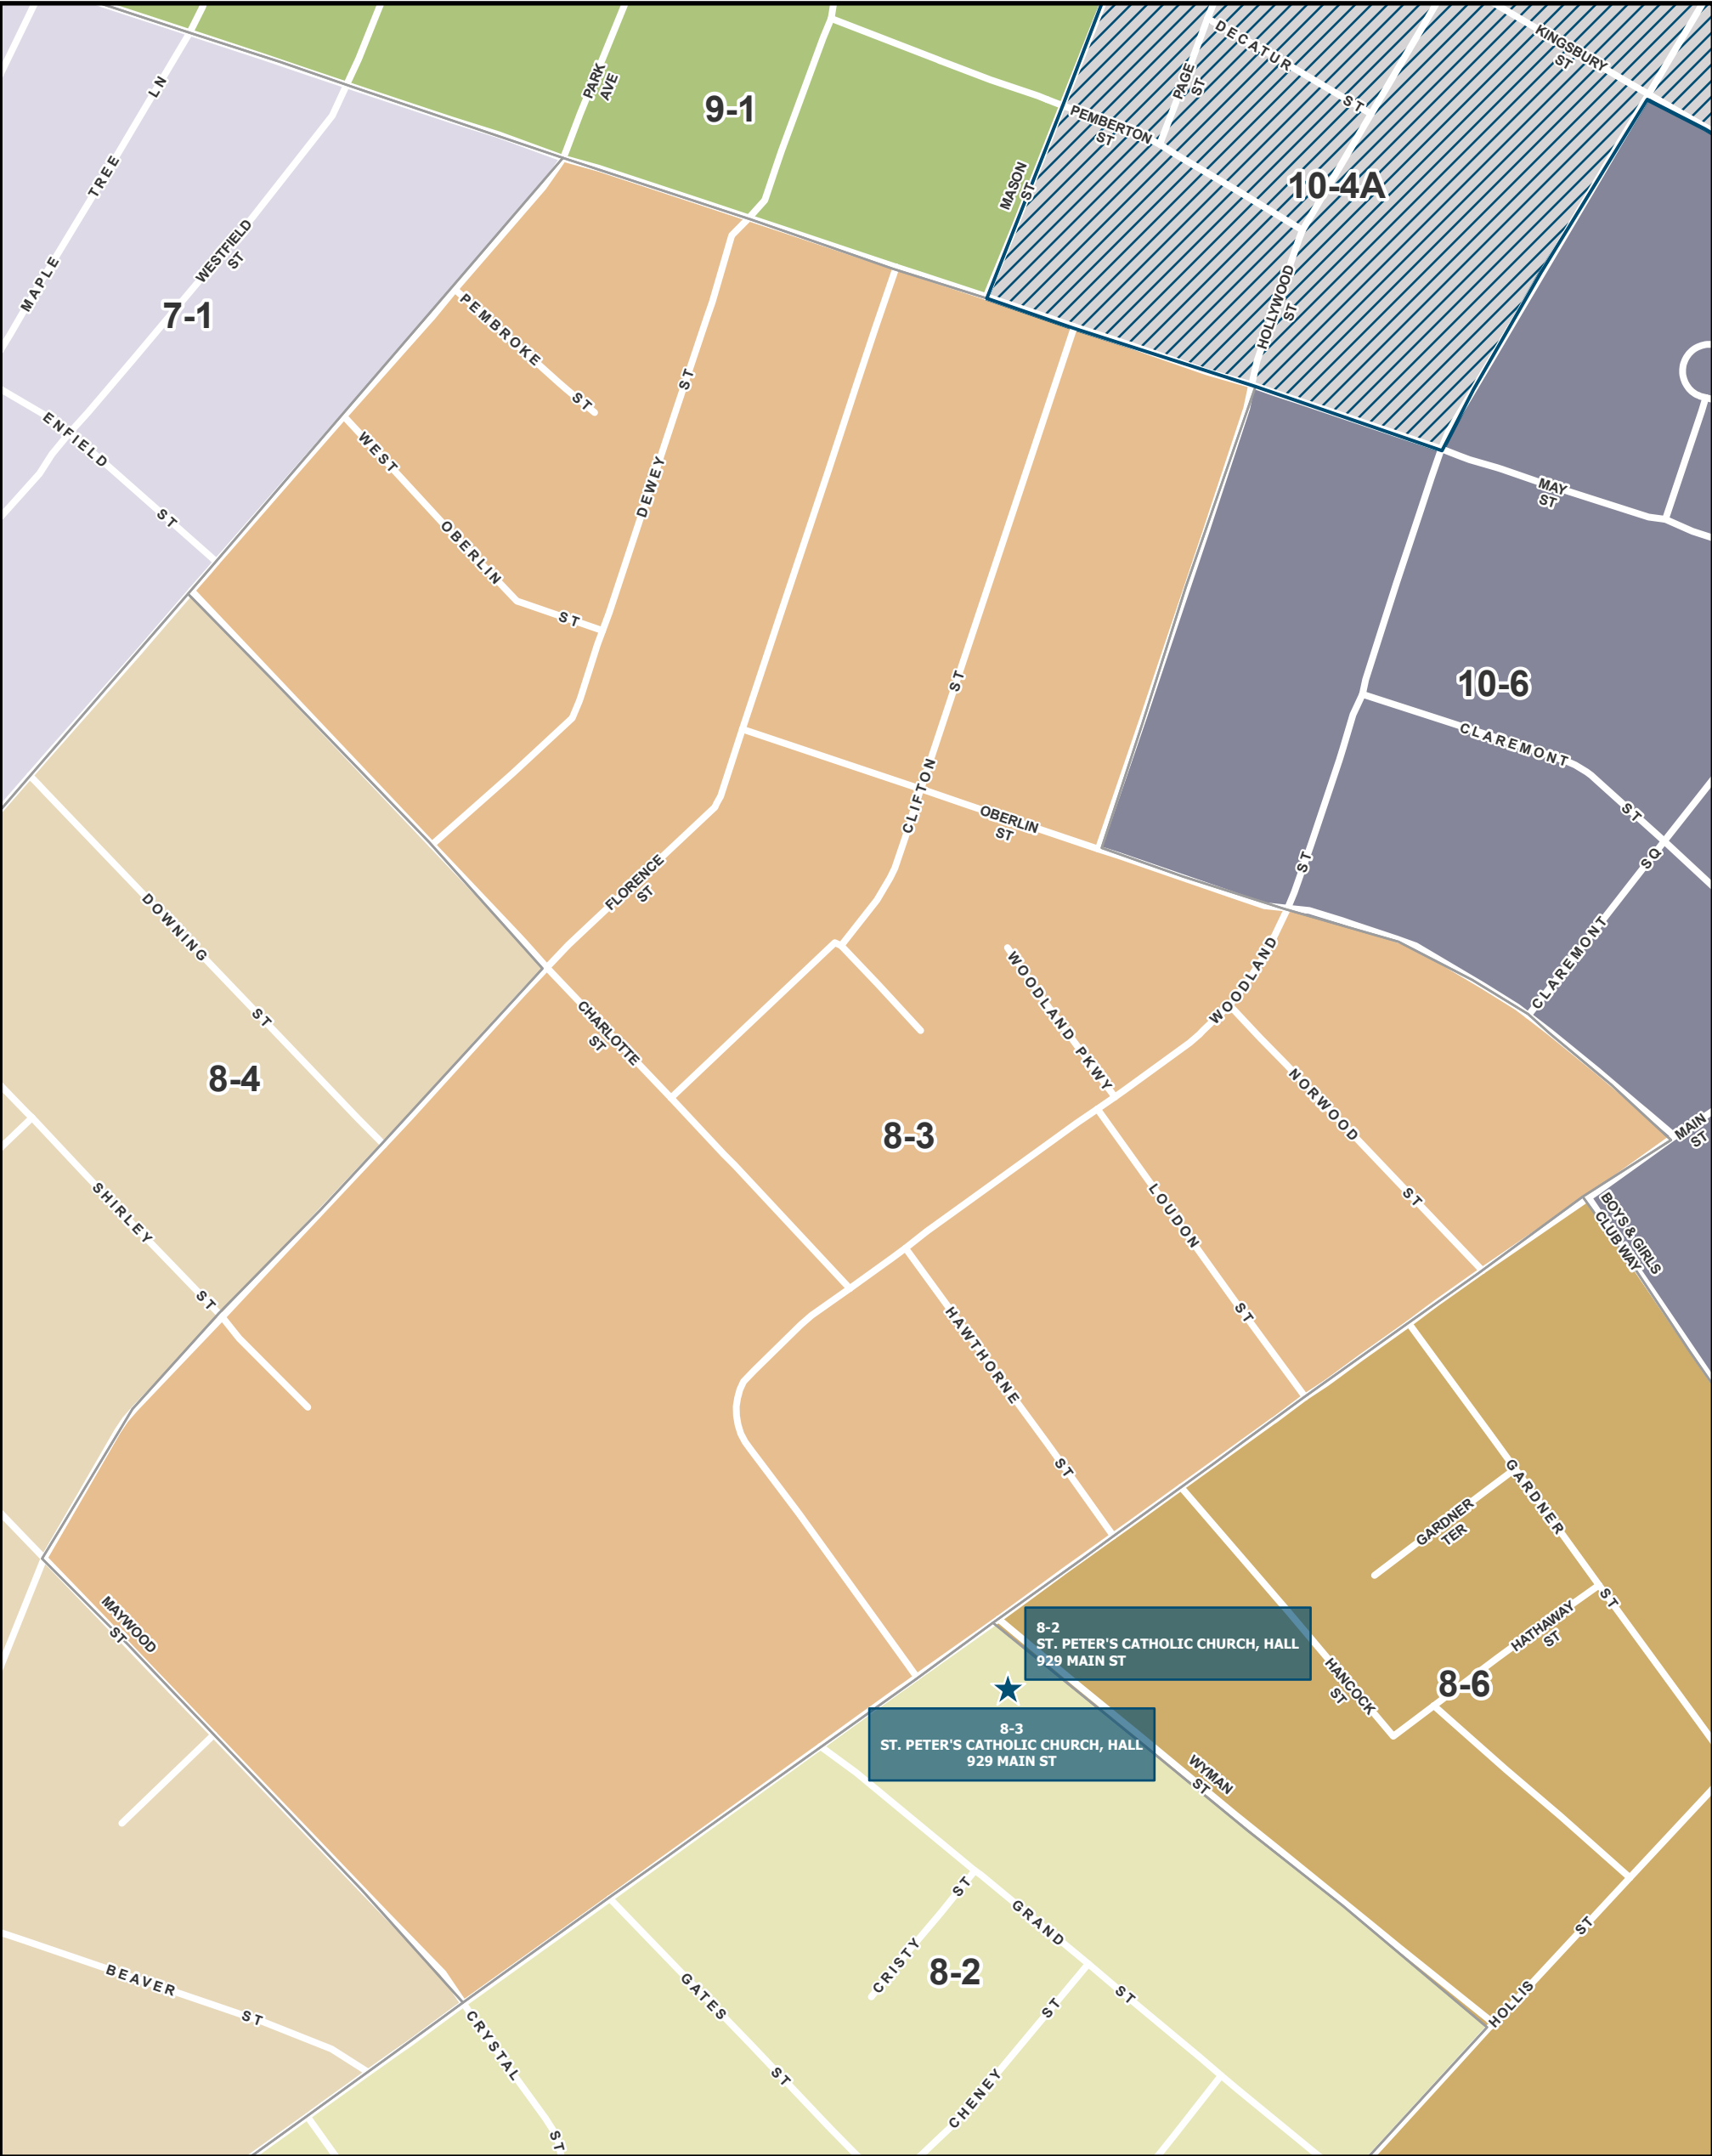 DECATUR ST
KINGSBURY
ST
PARK
AVE
PAGE
ST
9-1
PEMBERTON
ST
MAPLE TREE LN
MASON
ST
10-4A
WESTFIELD
ST
7-1
HOLLYWOOD
ST
PEMBROKE ST
DEWEY ST
ENFIELD ST
WEST OBERLIN ST
MAY
ST
CLIFTON ST
10-6
CLAREMONT ST
OBERLIN
ST
CLAREMONT SQ
FLORENCE
ST
WOODLAND ST
DOWNING ST
WOODLAND PKWY
CHARLOTTE
ST
8-4
NORWOOD ST
8-3
MAIN
ST
SHIRLEY ST
LOUDON ST
BOYS & GIRLS
CLUB WAY
HAWTHORNE ST
GARDNER ST
GARDNER
TER
MAYWOOD
ST
HATHAWAY
ST
8-2
ST. PETER'S CATHOLIC CHURCH, HALL
929 MAIN ST
HANCOCK
ST
8-6
8-3
ST. PETER'S CATHOLIC CHURCH, HALL
929 MAIN ST
WYMAN
ST
GRAND ST
CRISTY ST
8-2
BEAVER ST
GATES ST
HOLLIS ST
CRYSTAL ST
CHENEY ST